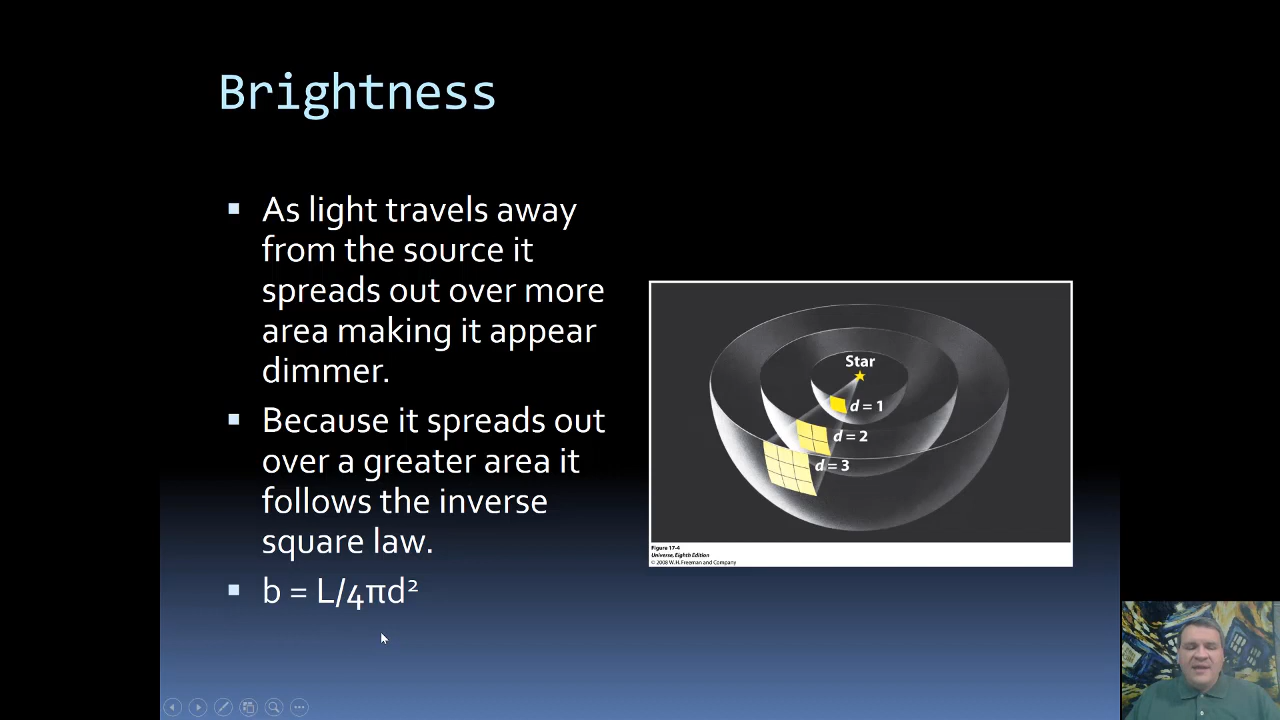 Brightness
As light travels away
from the source it
spreads out over more
area making it appear
dimmer.
Because it spreads out
over a greater area it
follows the inverse
square law.
b = L/4πd²
Star
d = 1
d = 2
d = 3
Figure 17-4
Universe, Eighth Edition
© 2008 W.H. Freeman and Company